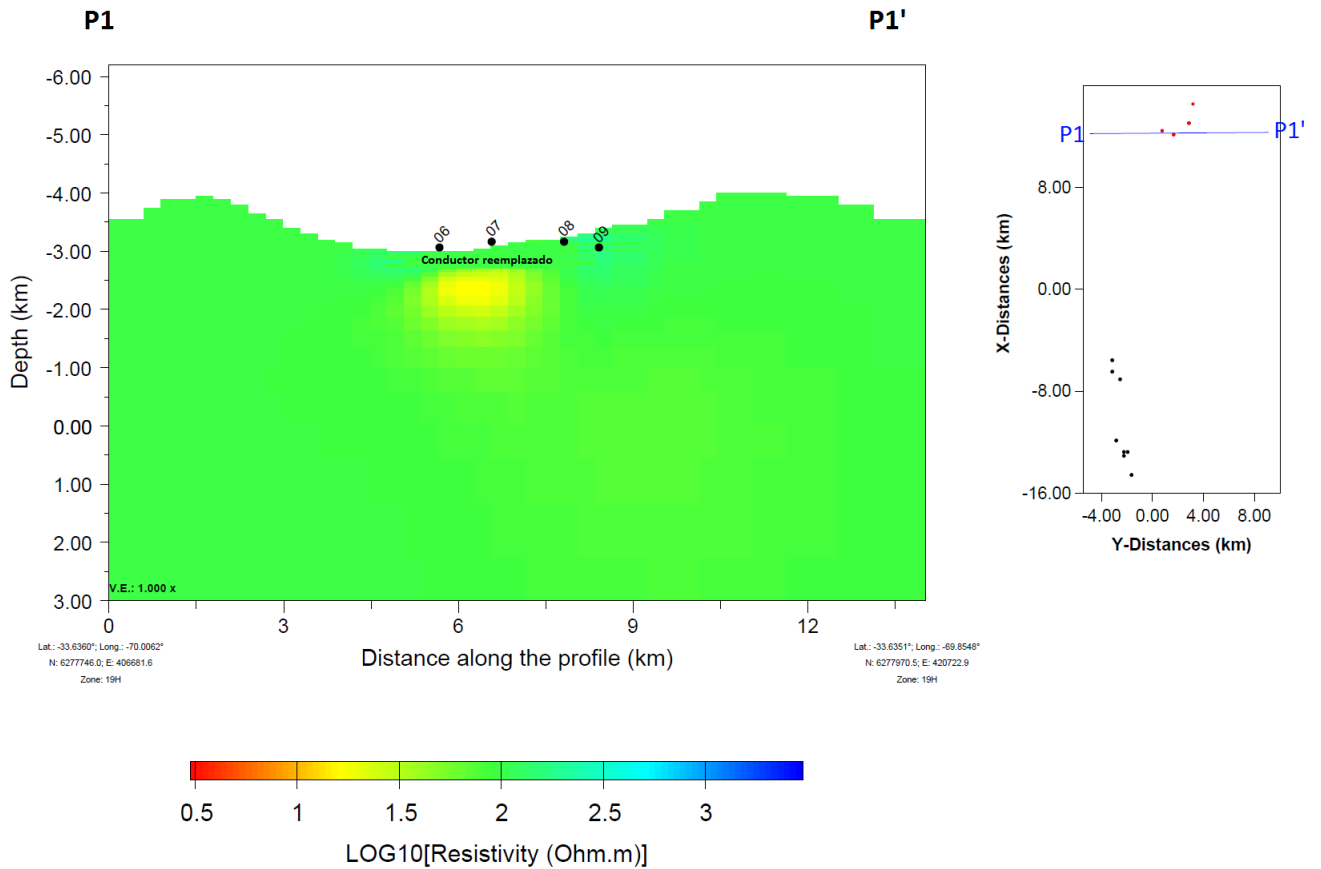 P1
P1'
-6.00
-5.00
-4.00
-3.00
-2.00
-1.00
0.00
1.00
2.00
3.00
Depth (km)
06
07
08
09
Conductor reemplazado
V.E.: 1.000 x
0
3
6
9
12
Distance along the profile (km)
Lat.: -33.6360°; Long.: -70.0062°
N: 6277746.0; E: 406681.6
Zone: 19H
Lat.: -33.6351°; Long.: -69.8548°
N: 6277970.5; E: 420722.9
Zone: 19H
P1
P1'
8.00
0.00
-8.00
-16.00
X-Distances (km)
-4.00
0.00
4.00
8.00
Y-Distances (km)
0.5
1
1.5
2
2.5
3
LOG10[Resistivity (Ohm.m)]